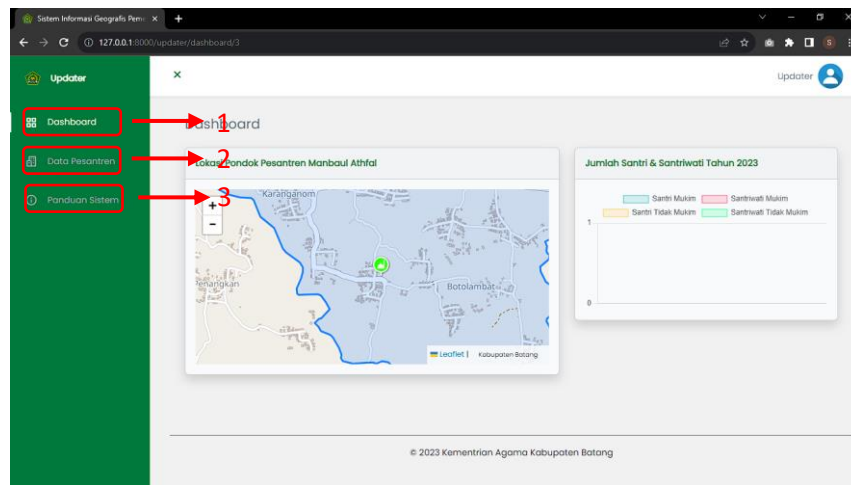 Sistem Informasi Geografis Peme
127.0.0.1:8000/updater/dashboard/3
S
Updater
Updater
Dashboard
1
Dashboard
Data Pesantren
2
Lokasi Pondok Pesantren Manbaul Athfal
Jumlah Santri & Santriwati Tahun 2023
Panduan Sistem
3
Karanganom
+
-
Botolambat
Leaflet | Kabupaten Batang
Santri Mukim
Santriwati Mukim
Santri Tidak Mukim
Santriwati Tidak Mukim
1
0
© 2023 Kementrian Agama Kabupaten Batang